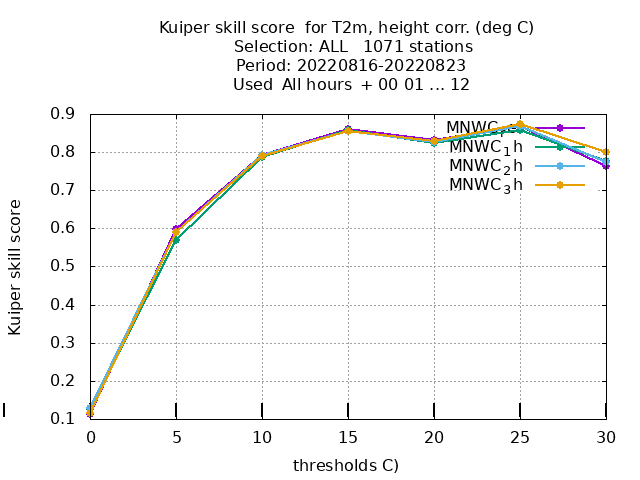 Kuiper skill score for T2m, height corr. (deg C)
Selection: ALL 1071 stations
Period: 20220816-20220823
Used All hours + 00 01 ... 12
Kuiper skill score
0.9
0.8
0.7
0.6
0.5
0.4
0.3
0.2
0.1
MNWC
MNWC1h
MNWC2h
MNWC3h
0 5 10 15 20 25 30
thresholds C)